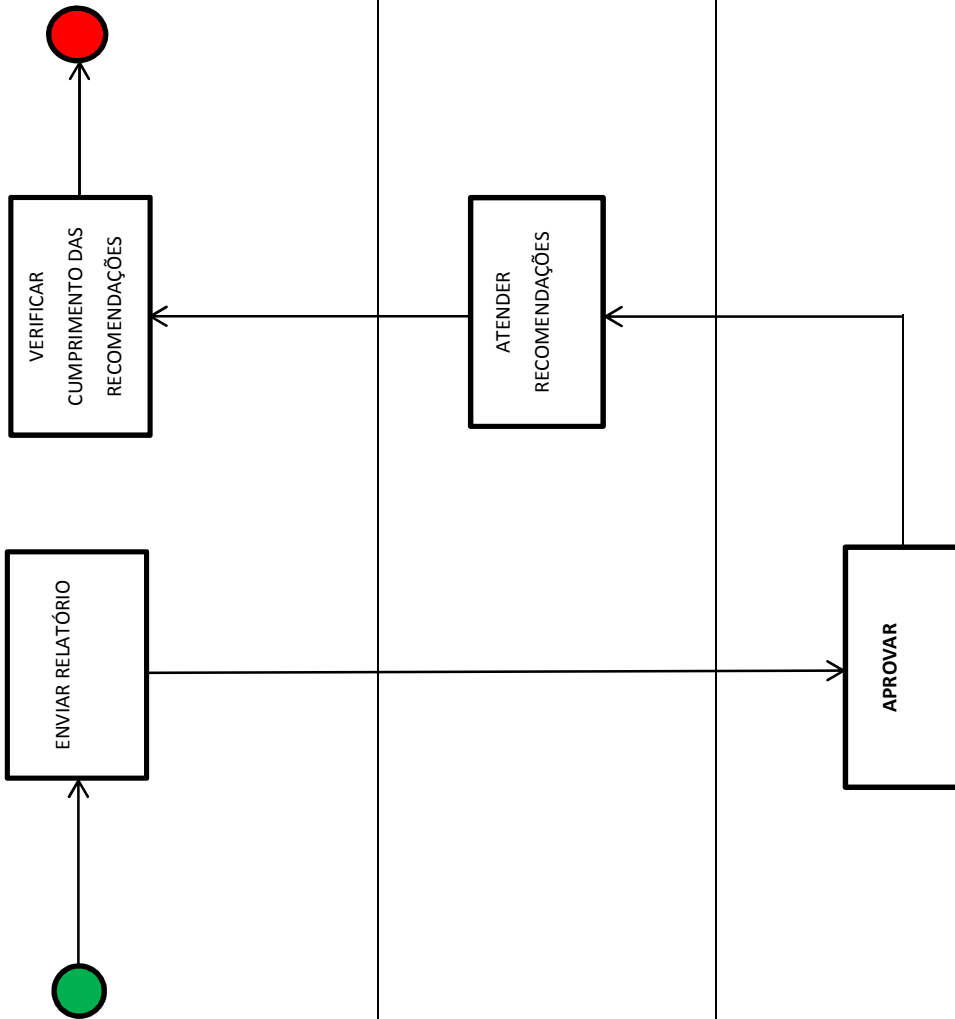 ENVIAR RELATÓRIO
VERIFICAR
CUMPRIMENTO DAS
RECOMENDAÇÕES
ATENDER
RECOMENDAÇÕES
APROVAR